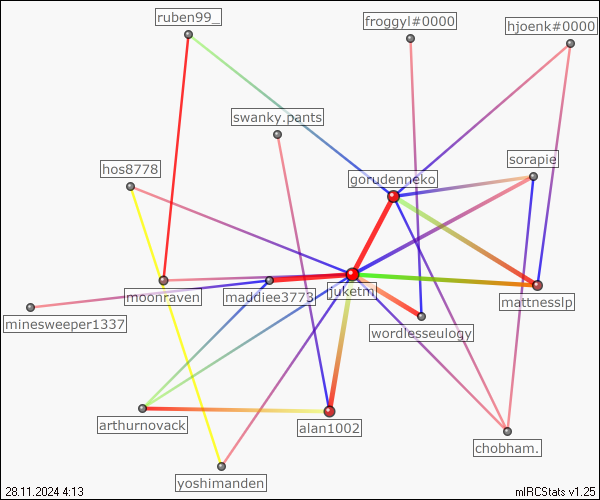 ruben99_
froggyl#0000
hjoenk#0000
swanky.pants
sorapie
hos8778
gorudenneko
moonraven
maddiee3773
juketm
mattnesslp
minesweeper1337
wordlesseulogy
arthurnovack
alan1002
chobham.
yoshimanden
28.11.2024 4:13
mIRCStats v1.25